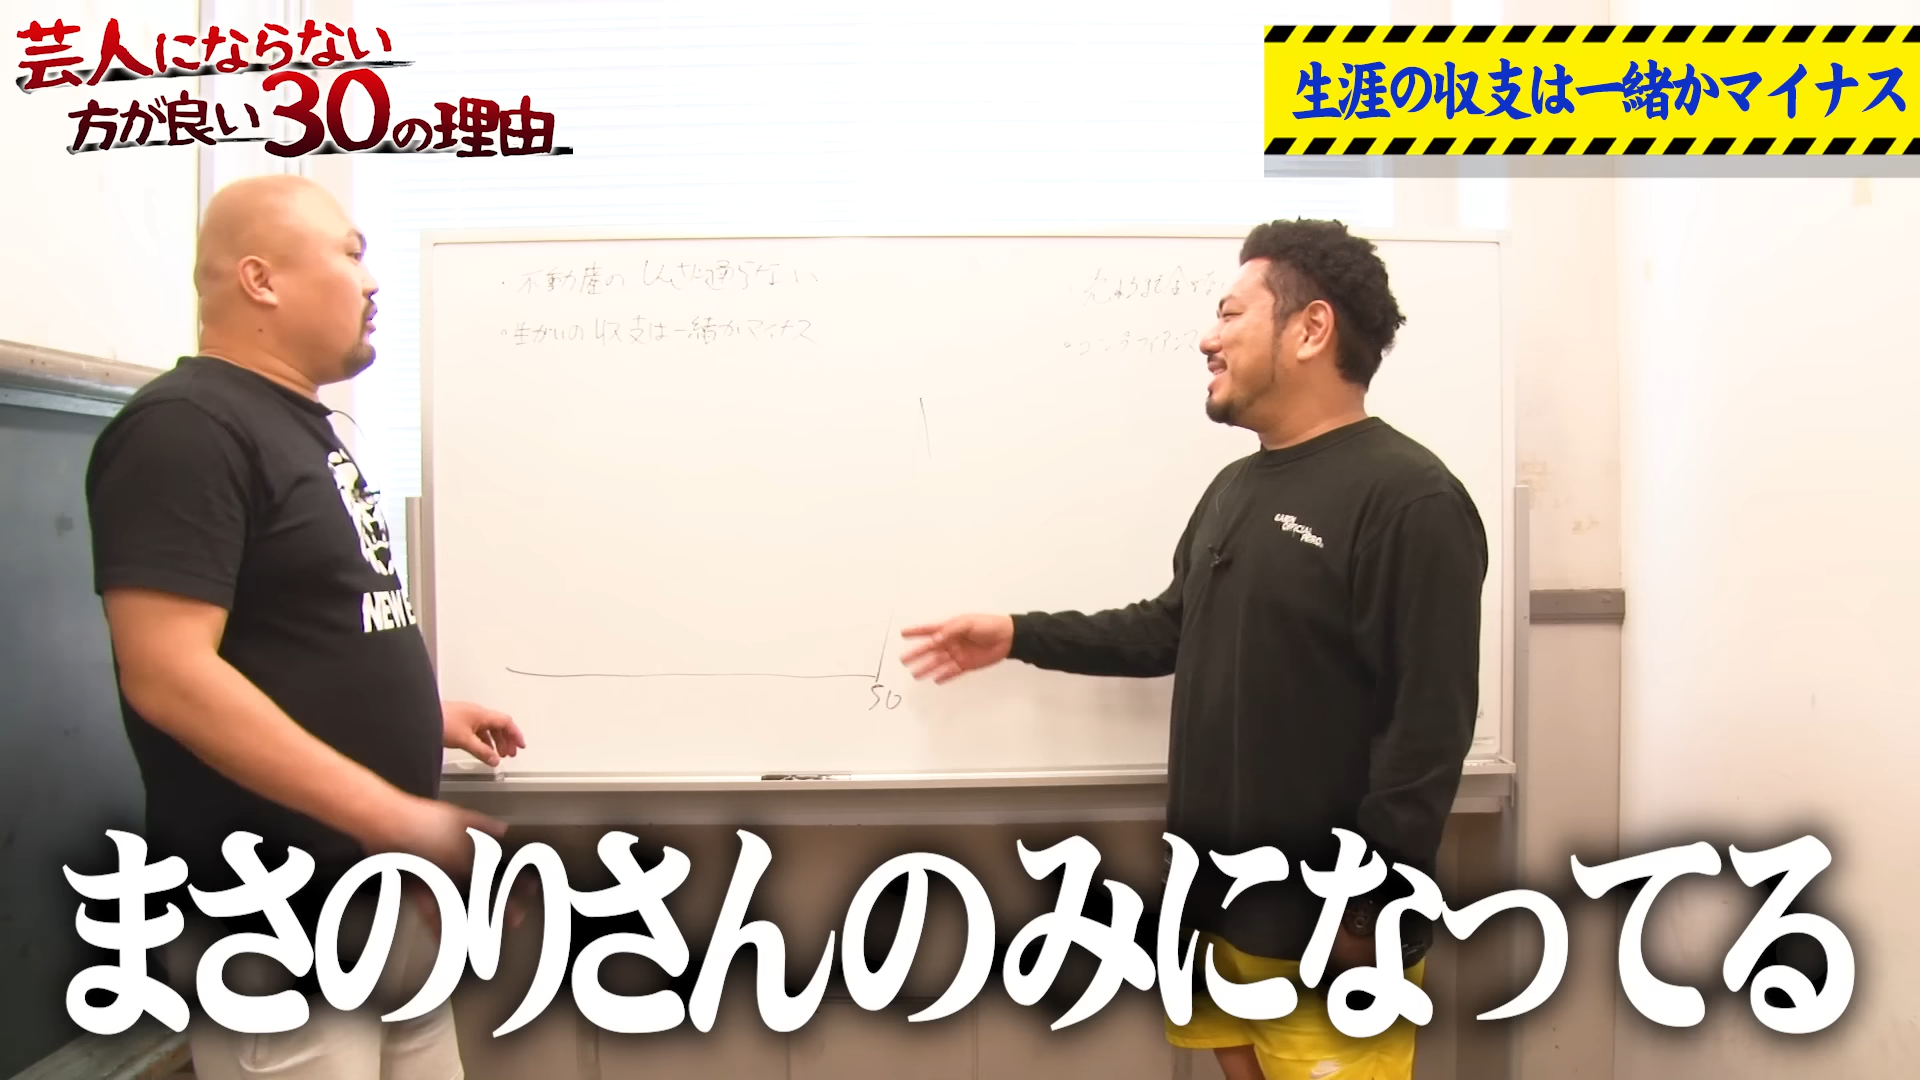 芸人にならない
方が良い30の理由
生涯の収支は一緒かマイナス
・不動産のしんさ通らない
・生がいの収支は一緒かマイナス
・コンプライアンス
50
NEW E
OFFICIAL
まさのりさんのみになってる